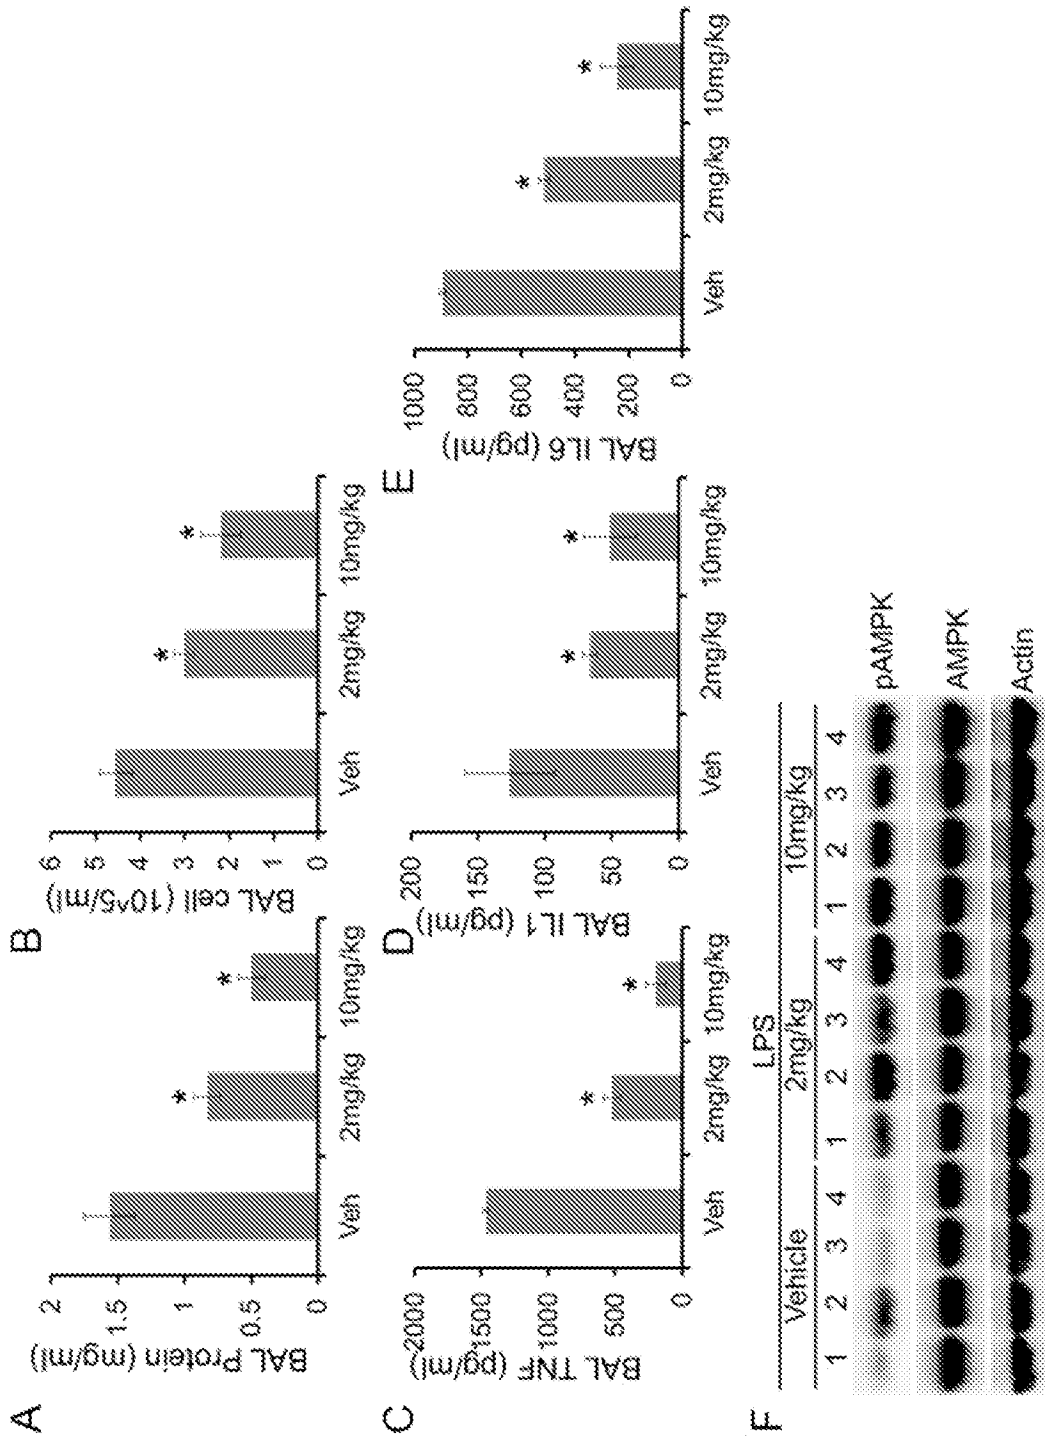 A
BAL Protein (mg/ml)
2
1.5
1
0.5
0
*
*
Veh 2mg/kg 10mg/kg
B
BAL cell (10^5/ml)
6
5
4
3
2
1
0
*
*
Veh 2mg/kg 10mg/kg
C
BAL TNF (pg/ml)
2000
1500
1000
500
0
*
*
Veh 2mg/kg 10mg/kg
D
BAL IL1 (pg/ml)
200
150
100
50
0
*
*
Veh 2mg/kg 10mg/kg
E
BAL IL6 (pg/ml)
1000
800
600
400
200
0
*
*
Veh 2mg/kg 10mg/kg
F
LPS
Vehicle 2mg/kg 10mg/kg
1 2 3 4 1 2 3 4 1 2 3 4
pAMPK
AMPK
Actin